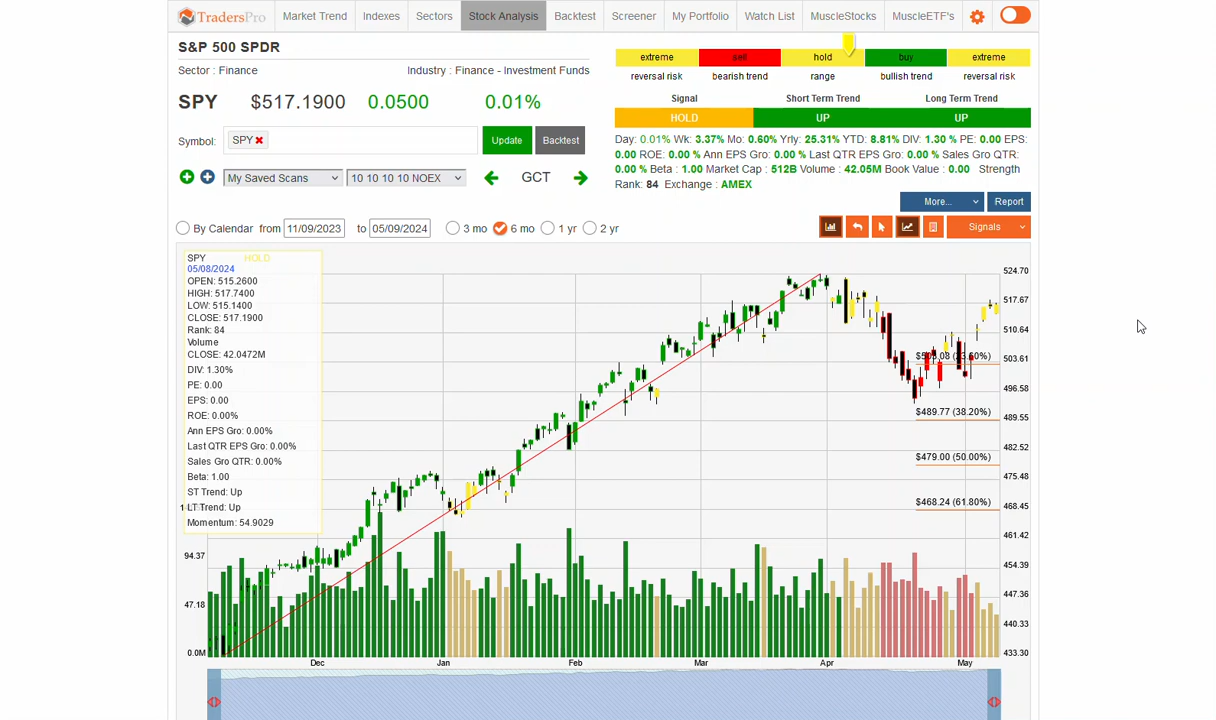 TradersPro Market Trend Indexes Sectors Stock Analysis Backtest Screener My Portfolio Watch List MuscleStocks MuscleETF's
S&P 500 SPDR
Sector : Finance Industry : Finance - Investment Funds
SPY $517.1900 0.0500 0.01%
Symbol: SPY Update Backtest
My Saved Scans 10 10 10 10 NOEX GCT
extreme sell hold buy extreme
reversal risk bearish trend range bullish trend reversal risk
Signal Short Term Trend Long Term Trend
HOLD UP UP
Day: 0.01% Wk: 3.37% Mo: 0.60% Yrly: 25.31% YTD: 8.81% DIV: 1.30 % PE: 0.00 EPS:
0.00 ROE: 0.00 % Ann EPS Gro: 0.00 % Last QTR EPS Gro: 0.00 % Sales Gro QTR:
0.00 % Beta : 1.00 Market Cap : 512B Volume : 42.05M Book Value : 0.00 Strength
Rank: 84 Exchange : AMEX
More... Report
By Calendar from 11/09/2023 to 05/09/2024 3 mo 6 mo 1 yr 2 yr Signals
SPY HOLD
05/08/2024
OPEN: 515.2600
HIGH: 517.7400
LOW: 515.1400
CLOSE: 517.1900
Rank: 84
Volume
CLOSE: 42.0472M
DIV: 1.30%
PE: 0.00
EPS: 0.00
ROE: 0.00%
Ann EPS Gro: 0.00%
Last QTR EPS Gro: 0.00%
Sales Gro QTR: 0.00%
Beta: 1.00
ST Trend: Up
LT Trend: Up
Momentum: 54.9029
94.37
47.18
0.0M
524.70
517.67
510.64
503.61
496.58
489.55
482.52
475.48
468.45
461.42
454.39
447.36
440.33
433.30
$489.77 (38.20%)
$479.00 (50.00%)
$468.24 (61.80%)
Dec Jan Feb Mar Apr May